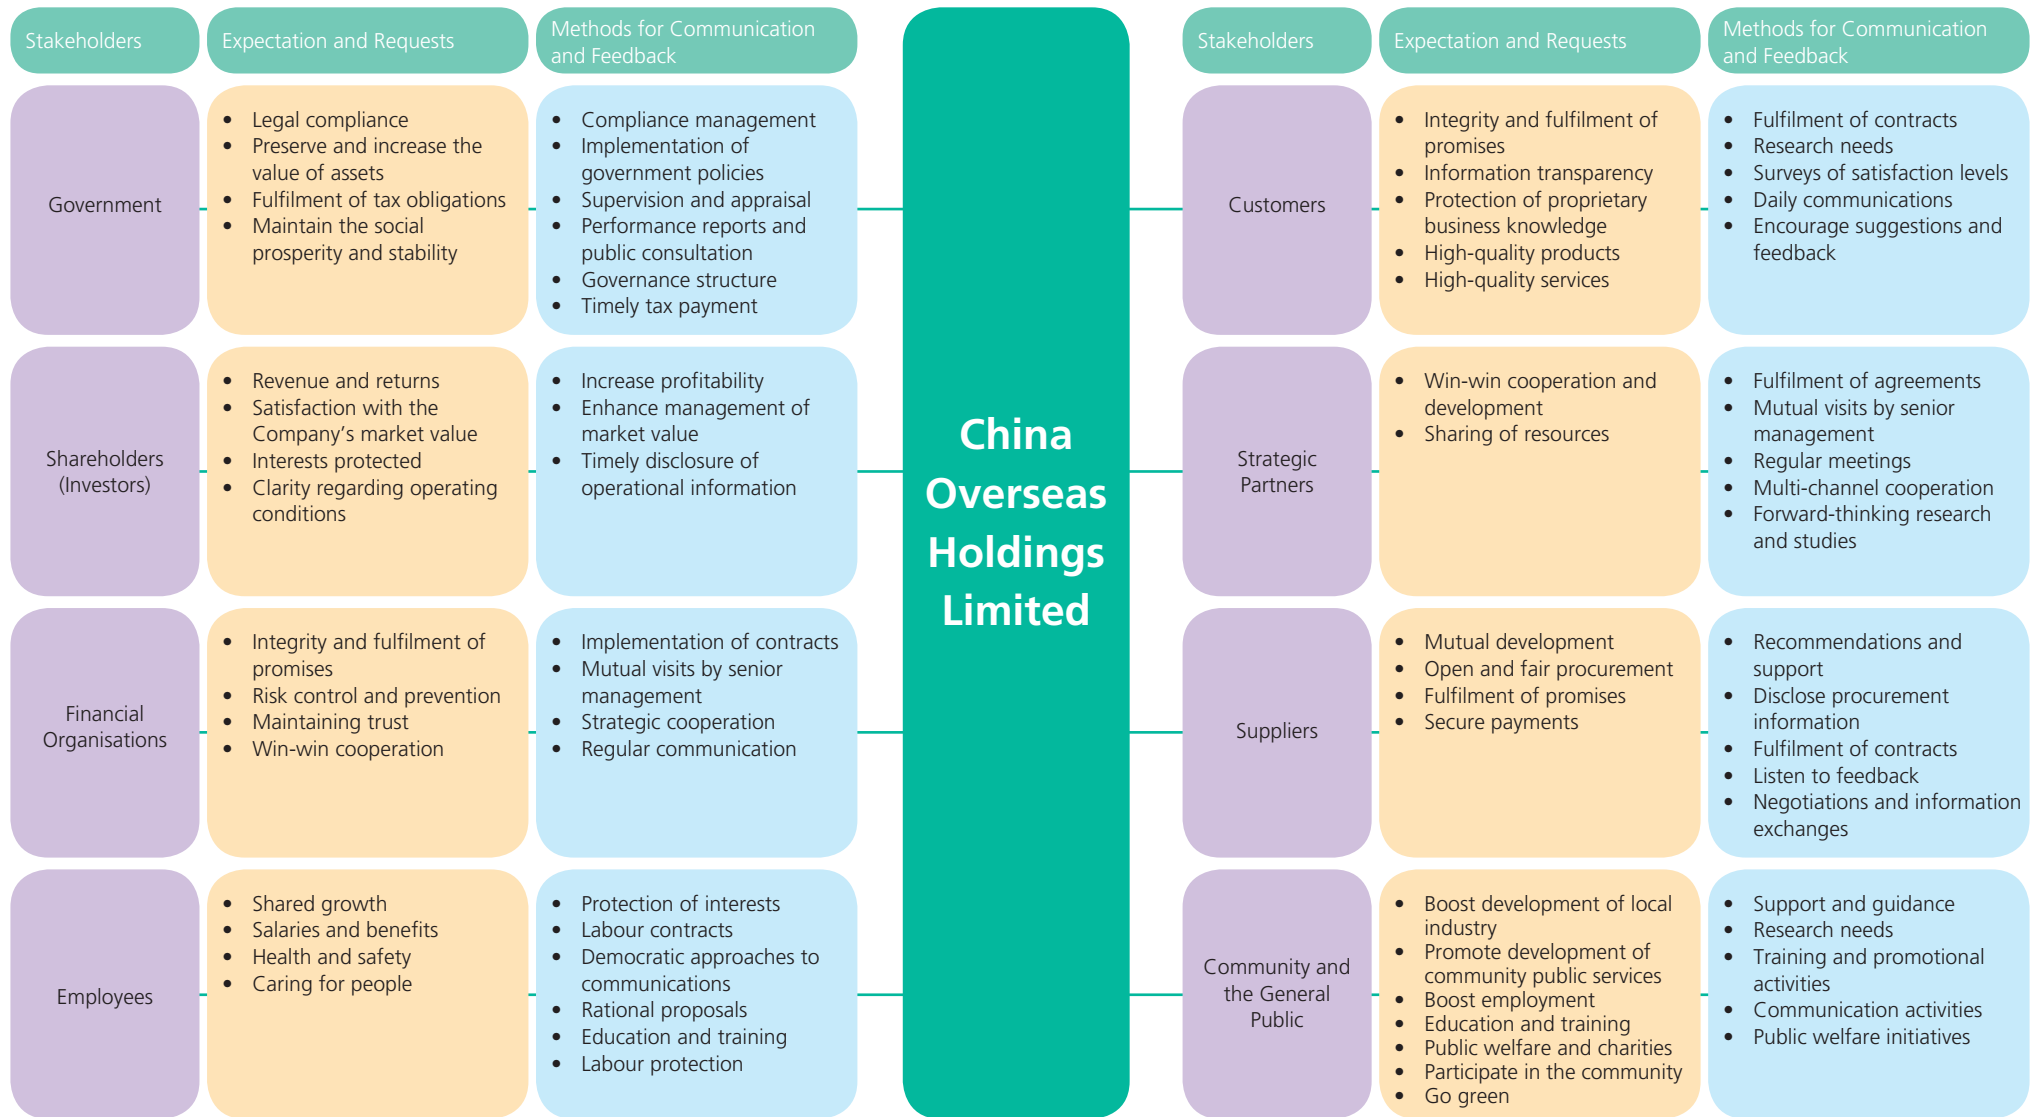 Stakeholders
Expectation and Requests
Methods for Communication
and Feedback
Government
• Legal compliance
• Preserve and increase the
value of assets
• Fulfilment of tax obligations
• Maintain the social
prosperity and stability
• Compliance management
• Implementation of
government policies
• Supervision and appraisal
• Performance reports and
public consultation
• Governance structure
• Timely tax payment
Shareholders
(Investors)
• Revenue and returns
• Satisfaction with the
Company's market value
• Interests protected
• Clarity regarding operating
conditions
• Increase profitability
• Enhance management of
market value
• Timely disclosure of
operational information
Financial
Organisations
• Integrity and fulfilment of
promises
• Risk control and prevention
• Maintaining trust
• Win-win cooperation
• Implementation of contracts
• Mutual visits by senior
management
• Strategic cooperation
• Regular communication
Employees
• Shared growth
• Salaries and benefits
• Health and safety
• Caring for people
• Protection of interests
• Labour contracts
• Democratic approaches to
communications
• Rational proposals
• Education and training
• Labour protection
China
Overseas
Holdings
Limited
Stakeholders
Expectation and Requests
Methods for Communication
and Feedback
Customers
• Integrity and fulfilment of
promises
• Information transparency
• Protection of proprietary
business knowledge
• High-quality products
• High-quality services
• Fulfilment of contracts
• Research needs
• Surveys of satisfaction levels
• Daily communications
• Encourage suggestions and
feedback
Strategic
Partners
• Win-win cooperation and
development
• Sharing of resources
• Fulfilment of agreements
• Mutual visits by senior
management
• Regular meetings
• Multi-channel cooperation
• Forward-thinking research
and studies
Suppliers
• Mutual development
• Open and fair procurement
• Fulfilment of promises
• Secure payments
• Recommendations and
support
• Disclose procurement
information
• Fulfilment of contracts
• Listen to feedback
• Negotiations and information
exchanges
Community and
the General
Public
• Boost development of local
industry
• Promote development of
community public services
• Boost employment
• Education and training
• Public welfare and charities
• Participate in the community
• Go green
• Support and guidance
• Research needs
• Training and promotional
activities
• Communication activities
• Public welfare initiatives